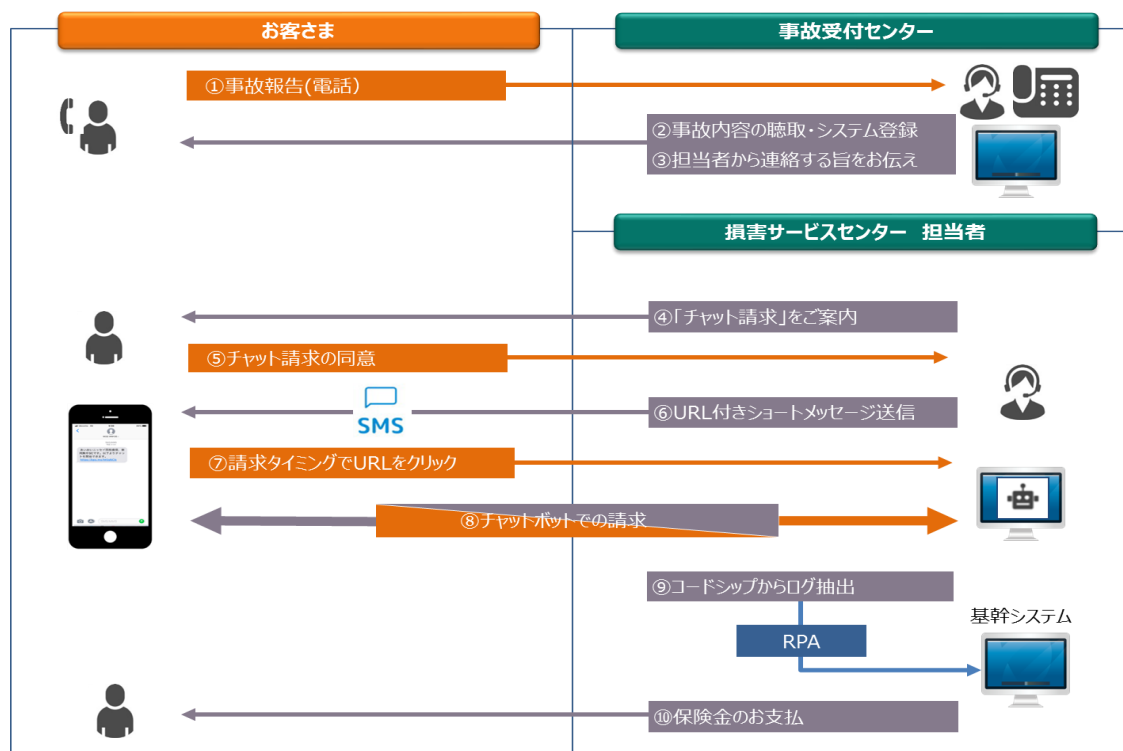 お客さま
事故受付センター
①事故報告(電話）
②事故内容の聴取・システム登録
③担当者から連絡する旨をお伝え
損害サービスセンター　担当者
④「チャット請求」をご案内
⑤チャット請求の同意
SMS
⑥URL付きショートメッセージ送信
⑦請求タイミングでURLをクリック
⑧チャットボットでの請求
⑨コードシップからログ抽出
基幹システム
RPA
⑩保険金のお支払